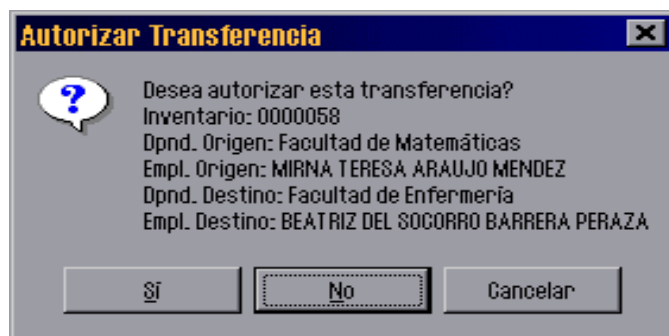 Autorizar Transferencia
?
Desea autorizar esta transferencia?
Inventario: 0000058
Dpnd. Origen: Facultad de Matemáticas
Empl. Origen: MIRNA TERESA ARAUJO MENDEZ
Dpnd. Destino: Facultad de Enfermería
Empl. Destino: BEATRIZ DEL SOCORRO BARRERA PERAZA
Sí No Cancelar